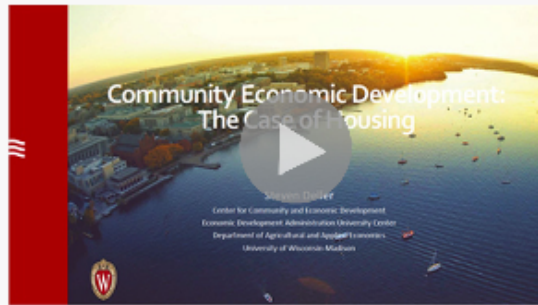 Community Economic Development:
The Case of Housing
Steven Deller
Center for Community and Economic Development
Economic Development Administration University Center
Department of Agricultural and Applied Economics
University of Wisconsin Madison
W